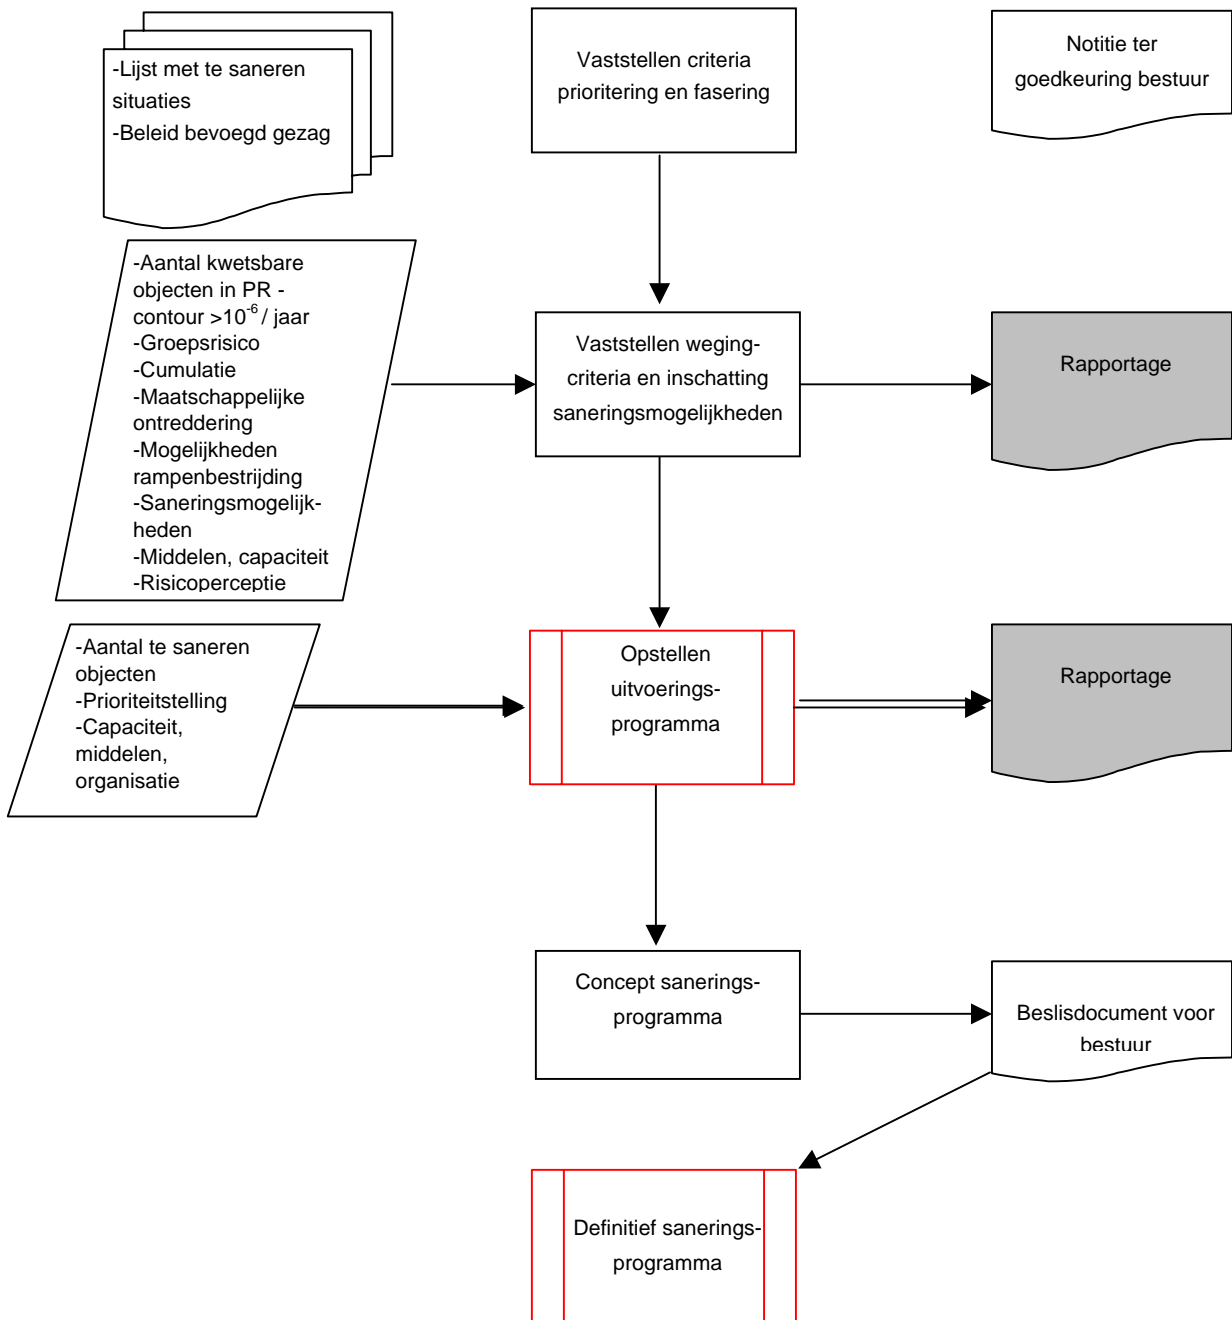 -Lijst met te saneren
situaties
-Beleid bevoegd gezag
Vaststellen criteria
prioritering en fasering
Notitie ter
goedkeuring bestuur
-Aantal kwetsbare
objecten in PR -
contour >10⁻⁶ / jaar
-Groepsrisico
-Cumulatie
-Maatschappelijke
ontreddering
-Mogelijkheden
rampenbestrijding
-Saneringsmogelijk-
heden
-Middelen, capaciteit
-Risicoperceptie
Vaststellen weging-
criteria en inschatting
saneringsmogelijkheden
Rapportage
-Aantal te saneren
objecten
-Prioriteitstelling
-Capaciteit,
middelen,
organisatie
Opstellen
uitvoerings-
programma
Rapportage
Concept sanerings-
programma
Beslisdocument voor
bestuur
Definitief sanerings-
programma